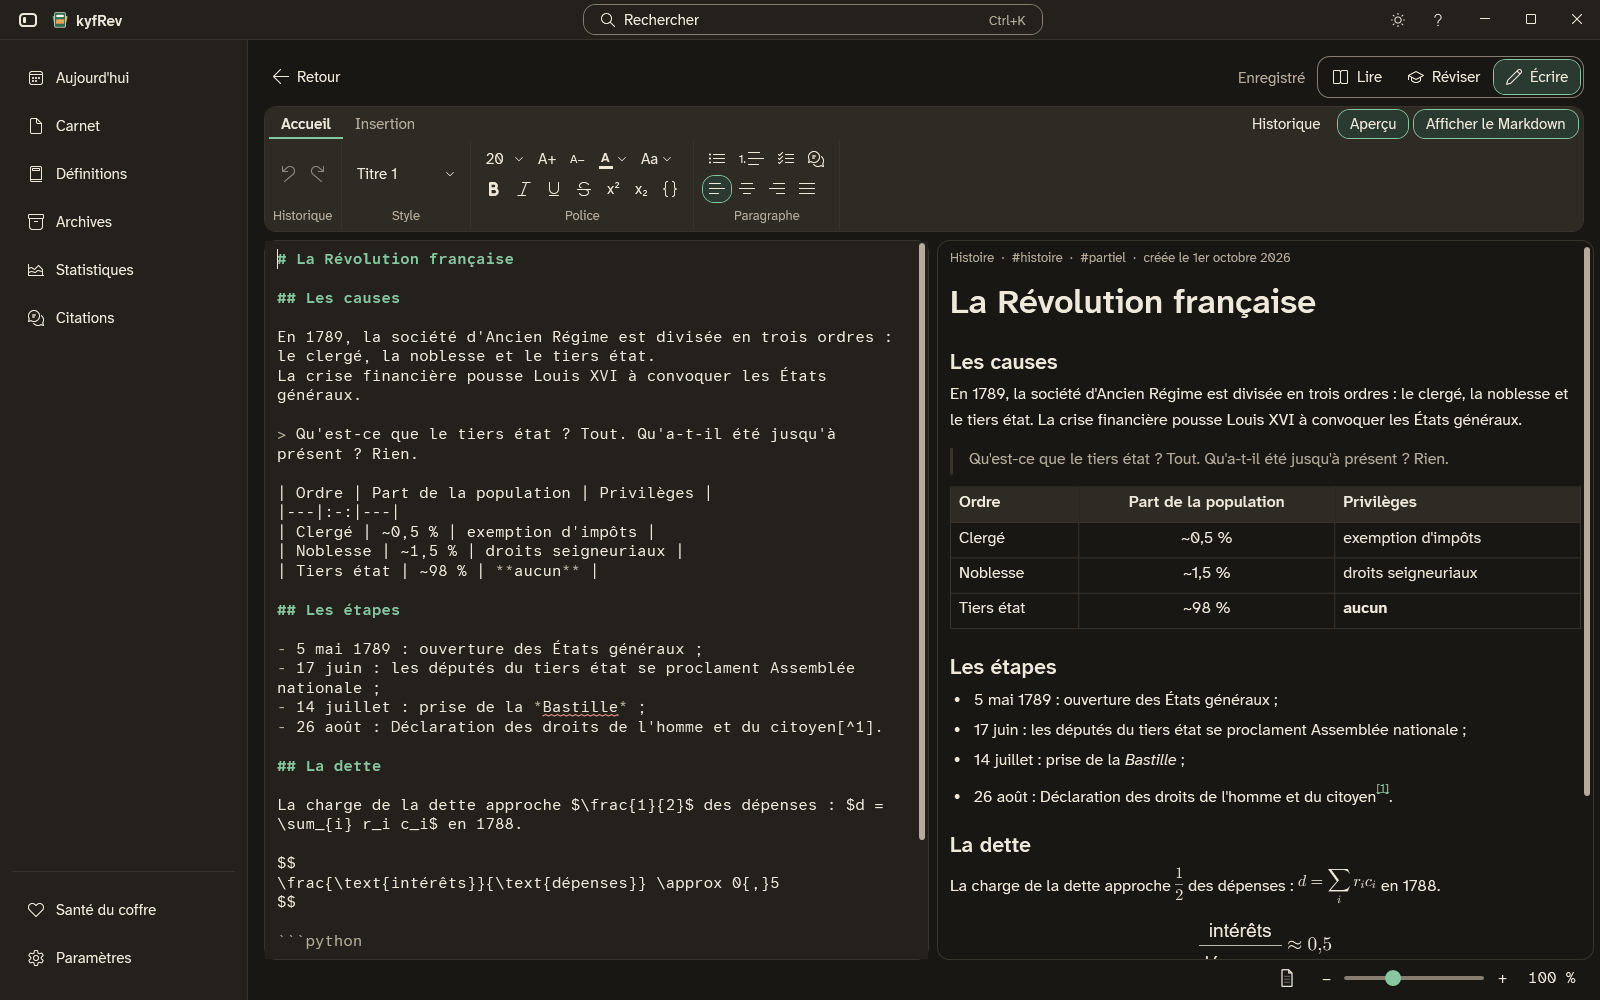 kyfRev
Rechercher
Ctrl+K
?
Aujourd'hui
Carnet
Définitions
Archives
Statistiques
Citations
Santé du coffre
Paramètres
Retour
Enregistré
Lire
Réviser
Écrire
Accueil
Insertion
Historique
Aperçu
Afficher le Markdown
Titre 1
20
A+
A−
A
Aa
B I U S x² x₂ {}
Historique
Style
Police
Paragraphe
# La Révolution française
## Les causes
En 1789, la société d'Ancien Régime est divisée en trois ordres :
le clergé, la noblesse et le tiers état.
La crise financière pousse Louis XVI à convoquer les États
généraux.
> Qu'est-ce que le tiers état ? Tout. Qu'a-t-il été jusqu'à
présent ? Rien.
| Ordre | Part de la population | Privilèges |
|---|:-:|---|
| Clergé | ~0,5 % | exemption d'impôts |
| Noblesse | ~1,5 % | droits seigneuriaux |
| Tiers état | ~98 % | **aucun** |
## Les étapes
- 5 mai 1789 : ouverture des États généraux ;
- 17 juin : les députés du tiers état se proclament Assemblée
nationale ;
- 14 juillet : prise de la *Bastille* ;
- 26 août : Déclaration des droits de l'homme et du citoyen[^1].
## La dette
La charge de la dette approche $\frac{1}{2}$ des dépenses : $d =
\sum_{i} r_i c_i$ en 1788.
$$
\frac{\text{intérêts}}{\text{dépenses}} \approx 0{,}5
$$
```python
Histoire · #histoire · #partiel · créée le 1er octobre 2026
La Révolution française
Les causes
En 1789, la société d'Ancien Régime est divisée en trois ordres : le clergé, la noblesse et
le tiers état. La crise financière pousse Louis XVI à convoquer les États généraux.
Qu'est-ce que le tiers état ? Tout. Qu'a-t-il été jusqu'à présent ? Rien.
Ordre Part de la population Privilèges
Clergé ~0,5 % exemption d'impôts
Noblesse ~1,5 % droits seigneuriaux
Tiers état ~98 % aucun
Les étapes
• 5 mai 1789 : ouverture des États généraux ;
• 17 juin : les députés du tiers état se proclament Assemblée nationale ;
• 14 juillet : prise de la Bastille ;
• 26 août : Déclaration des droits de l'homme et du citoyen[1].
La dette
La charge de la dette approche 1/2 des dépenses : d = ∑i rici en 1788.
intérêts
≈ 0,5
− + 100 %